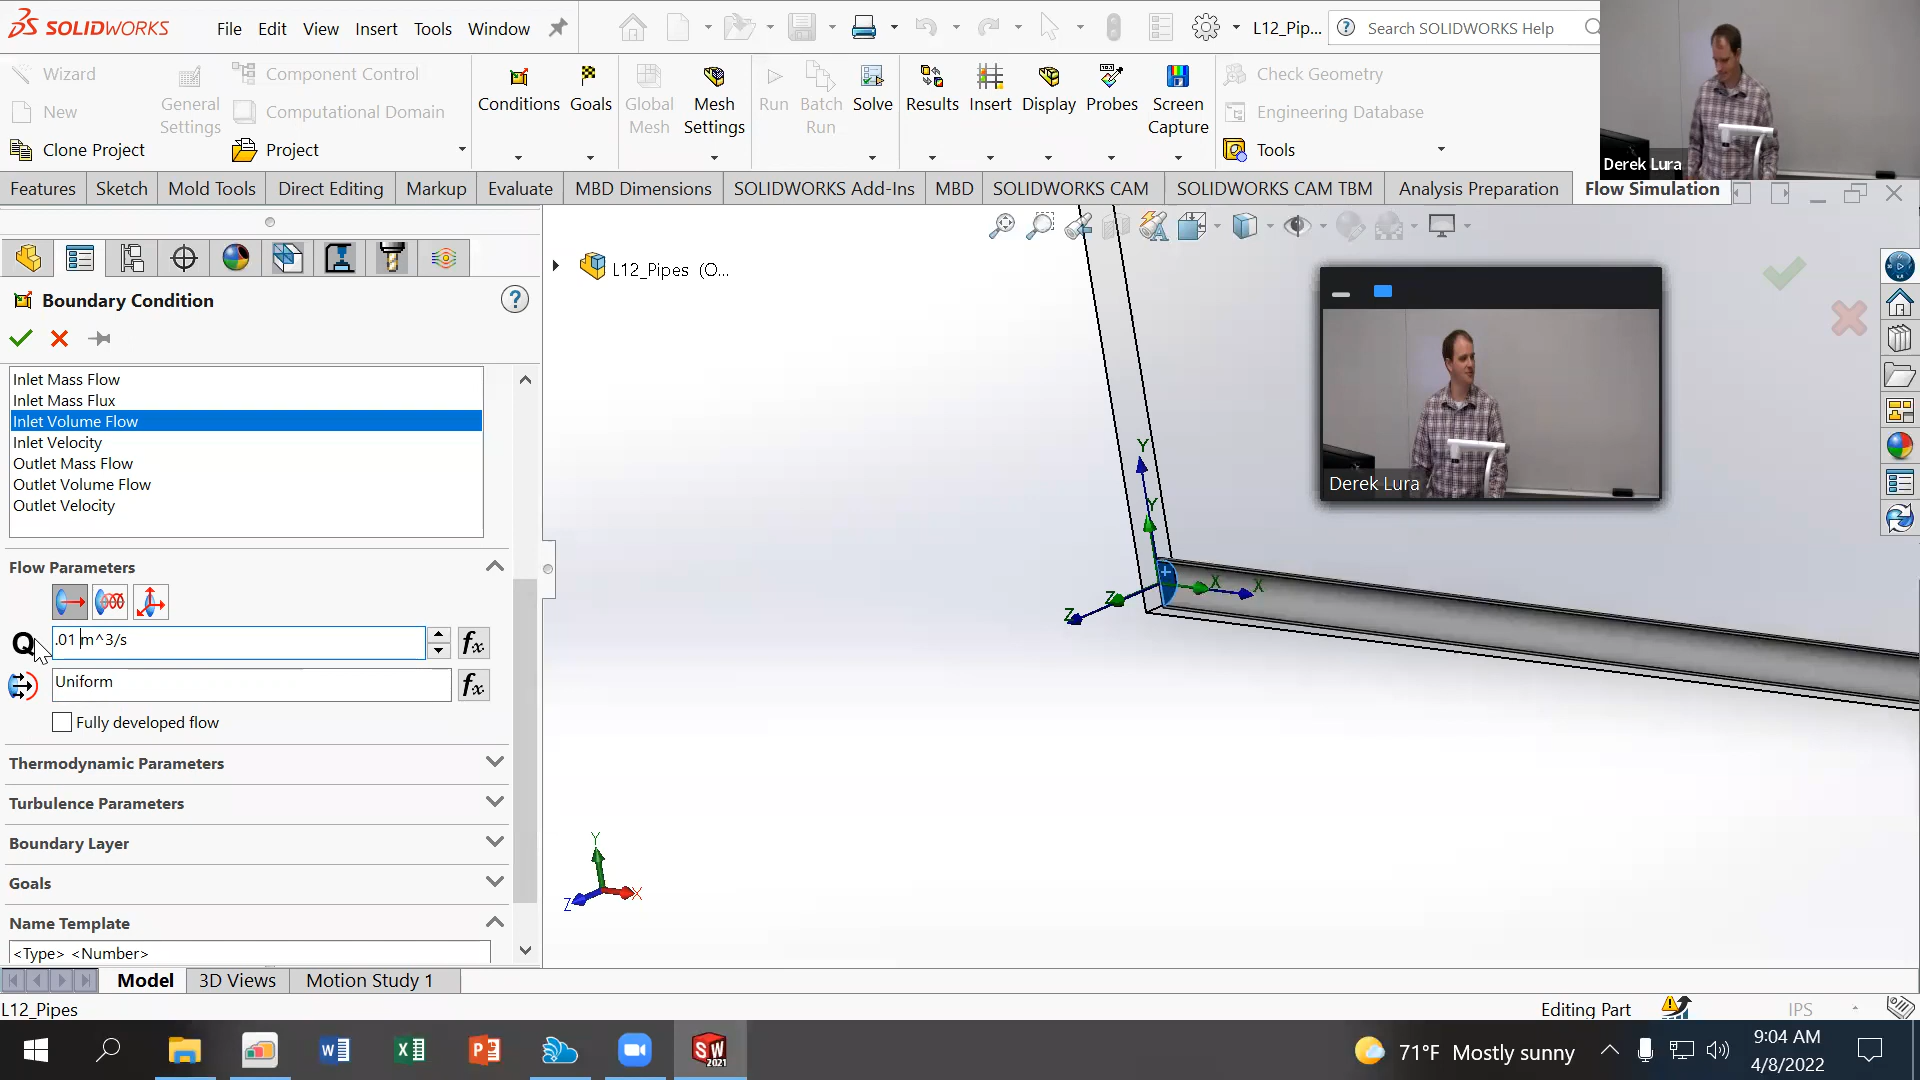 SOLIDWORKS
File Edit View Insert Tools Window
L12_Pip...
Search SOLIDWORKS Help
Wizard
New
Clone Project
General Settings
Component Control
Computational Domain
Project
Conditions
Goals
Global Mesh
Mesh Settings
Run
Batch Run
Solve
Results
Insert
Display
Probes
Screen Capture
Check Geometry
Engineering Database
Tools
Derek Lura
Features Sketch Mold Tools Direct Editing Markup Evaluate MBD Dimensions SOLIDWORKS Add-Ins MBD SOLIDWORKS CAM SOLIDWORKS CAM TBM Analysis Preparation Flow Simulation
L12_Pipes (O...
Boundary Condition
Inlet Mass Flow
Inlet Mass Flux
Inlet Volume Flow
Inlet Velocity
Outlet Mass Flow
Outlet Volume Flow
Outlet Velocity
Flow Parameters
Q .01 m^3/s fx
Uniform fx
Fully developed flow
Thermodynamic Parameters
Turbulence Parameters
Boundary Layer
Goals
Name Template
<Type> <Number>
Y
Y
X X
Z
Z
Derek Lura
Y
X
Z
Model 3D Views Motion Study 1
L12_Pipes
Editing Part
IPS
SW 2021
71°F Mostly sunny
9:04 AM
4/8/2022